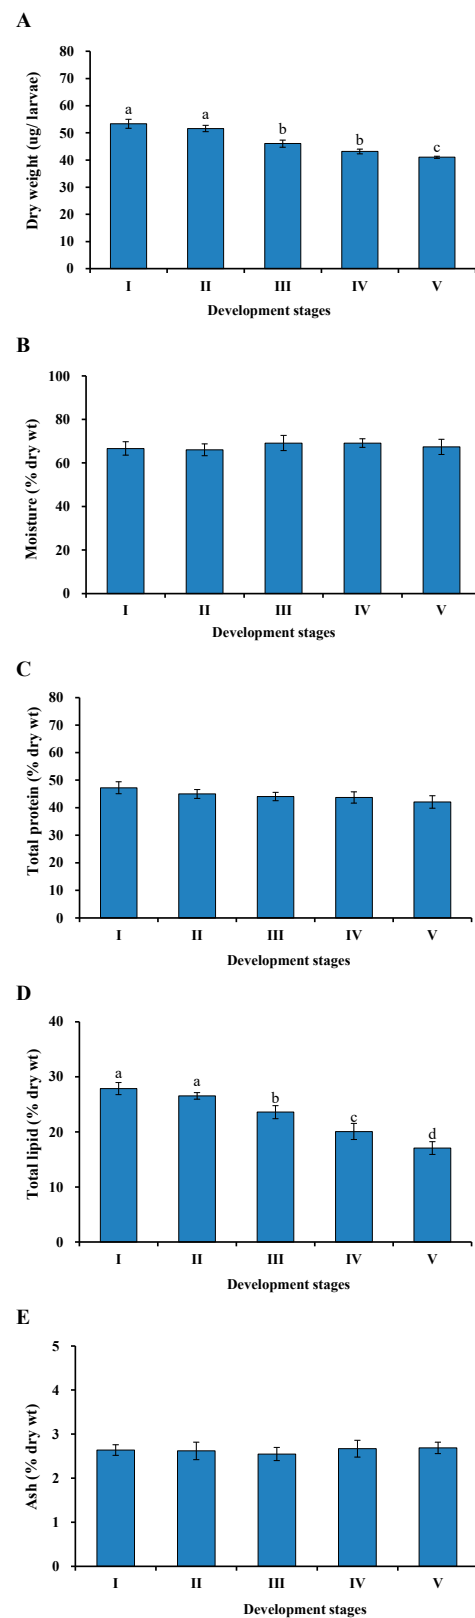 A
Dry weight (ug/ larvae)
80
70
60
50
40
30
20
10
0
a
a
b
b
c
I II III IV V
Development stages
B
Moisture (% dry wt)
100
80
60
40
20
0
I II III IV V
Development stages
C
Total protein (% dry wt)
80
70
60
50
40
30
20
10
0
I II III IV V
Development stages
D
Total lipid (% dry wt)
40
30
20
10
0
a
a
b
c
d
I II III IV V
Development stages
E
Ash (% dry wt)
5
4
3
2
1
0
I II III IV V
Development stages